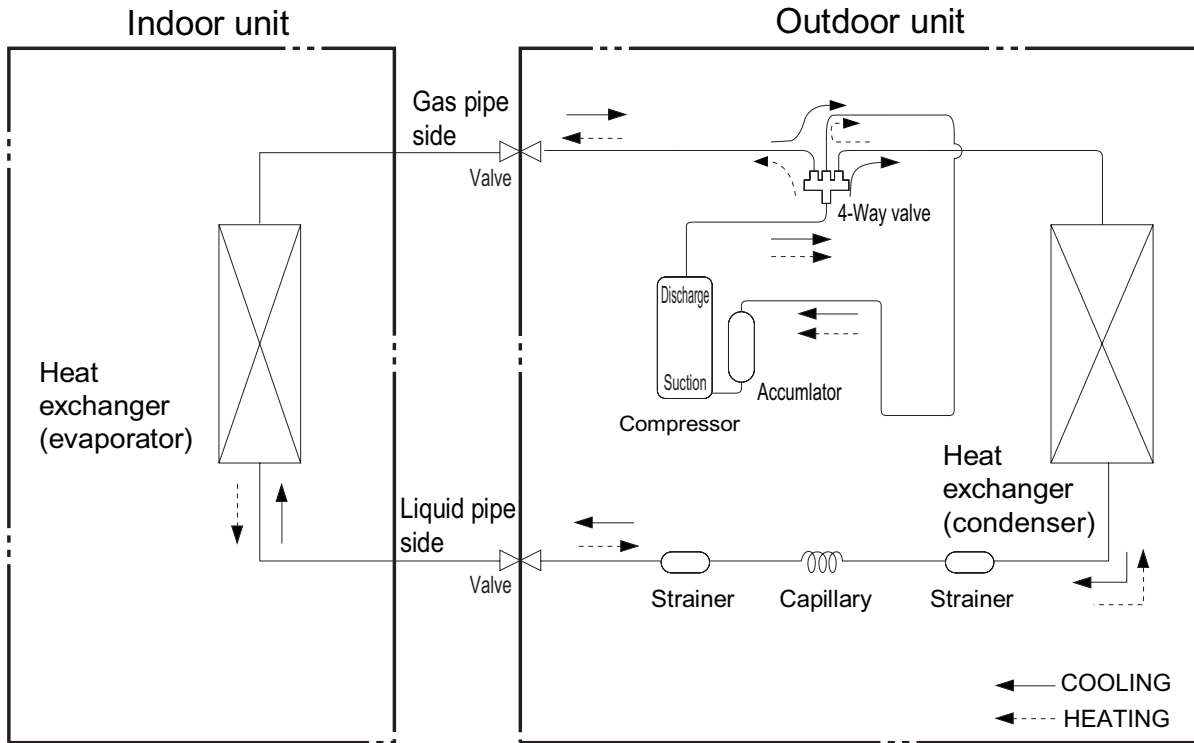 Indoor unit
Outdoor unit
Gas pipe
side
Valve
4-Way valve
Discharge
Suction
Compressor
Accumlator
Heat
exchanger
(evaporator)
Heat
exchanger
(condenser)
Liquid pipe
side
Valve
Strainer
Capillary
Strainer
COOLING
HEATING